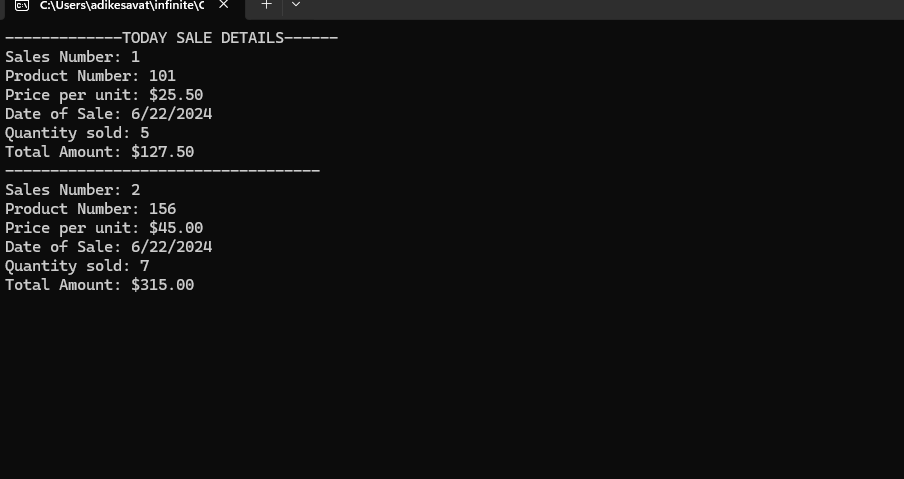 C:\Users\adikesavat\infinite\C
-------------TODAY SALE DETAILS------
Sales Number: 1
Product Number: 101
Price per unit: $25.50
Date of Sale: 6/22/2024
Quantity sold: 5
Total Amount: $127.50
-----------------------------------
Sales Number: 2
Product Number: 156
Price per unit: $45.00
Date of Sale: 6/22/2024
Quantity sold: 7
Total Amount: $315.00